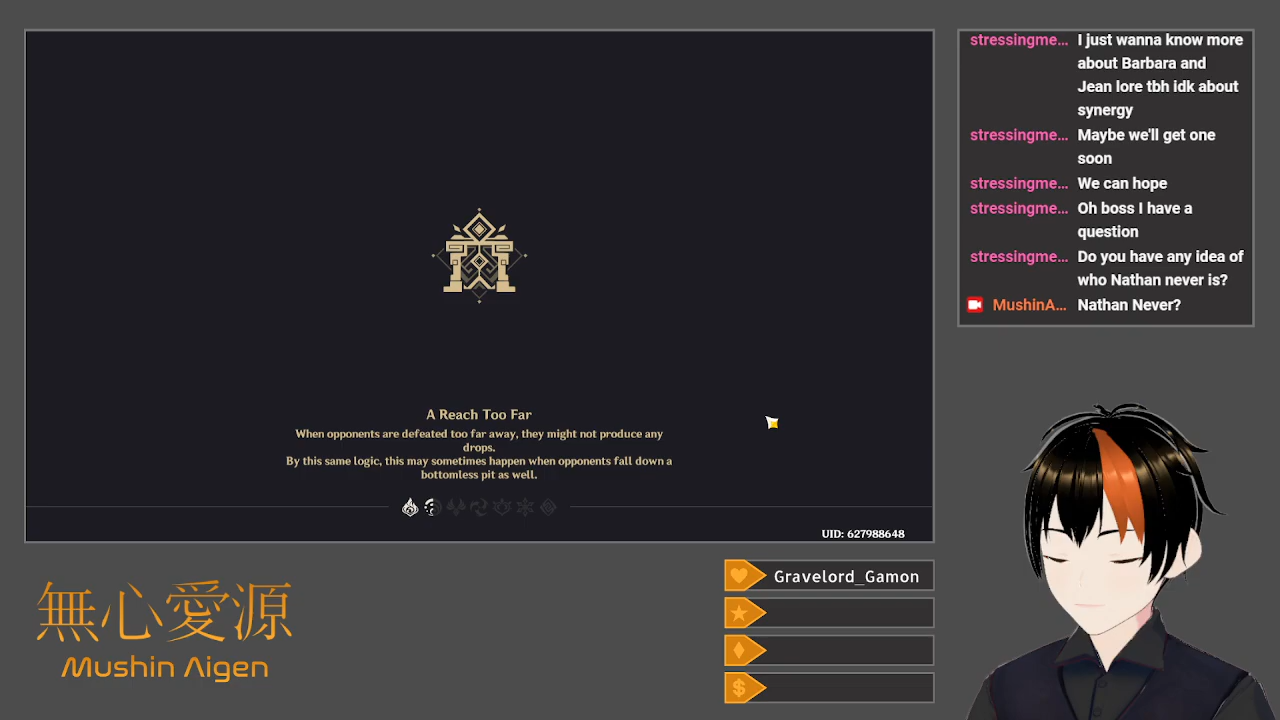 stressingme... I just wanna know more
about Barbara and
Jean lore tbh idk about
synergy
stressingme... Maybe we'll get one
soon
stressingme... We can hope
stressingme... Oh boss I have a
question
stressingme... Do you have any idea of
who Nathan never is?
MushinA... Nathan Never?
A Reach Too Far
When opponents are defeated too far away, they might not produce any
drops.
By this same logic, this may sometimes happen when opponents fall down a
bottomless pit as well.
UID: 627988648
無心愛源
Mushin Aigen
Gravelord_Gamon
$